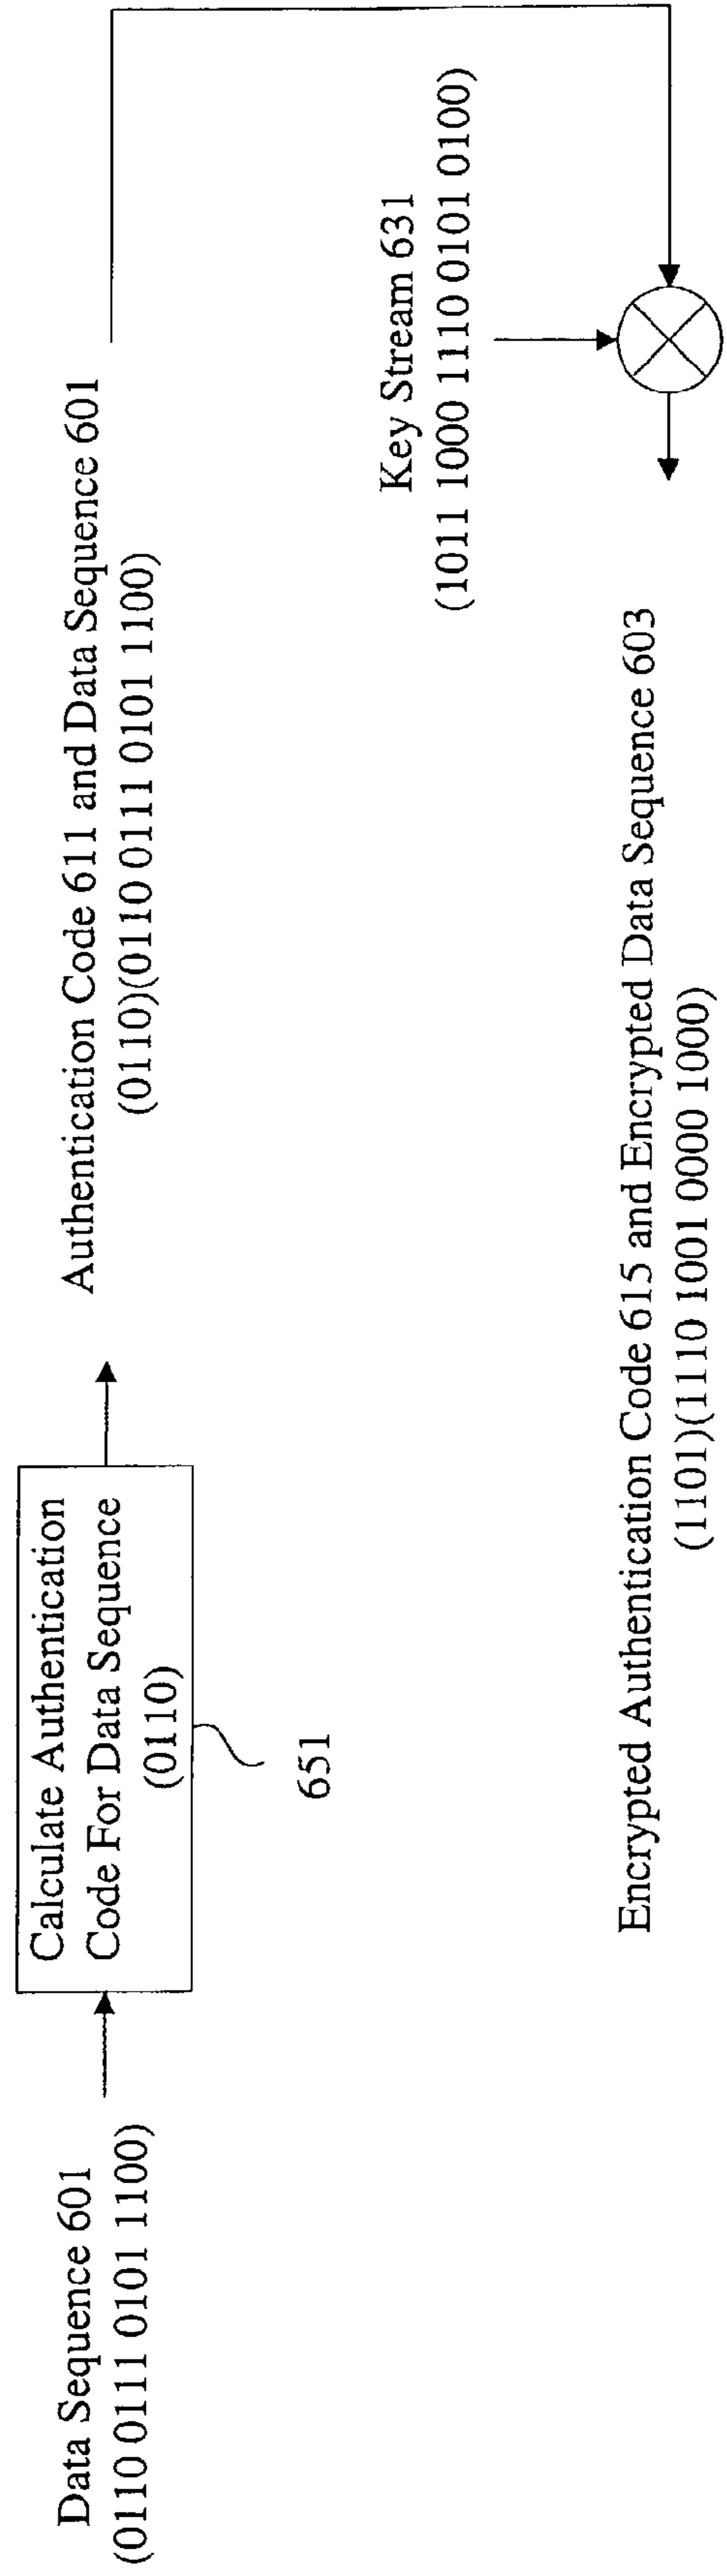 Data Sequence 601
(0110 0111 0101 1100)
Calculate Authentication
Code For Data Sequence
(0110)
651
Authentication Code 611 and Data Sequence 601
(0110)(0110 0111 0101 1100)
Key Stream 631
(1011 1000 1110 0101 0100)
Encrypted Authentication Code 615 and Encrypted Data Sequence 603
(1101)(1110 1001 0000 1000)